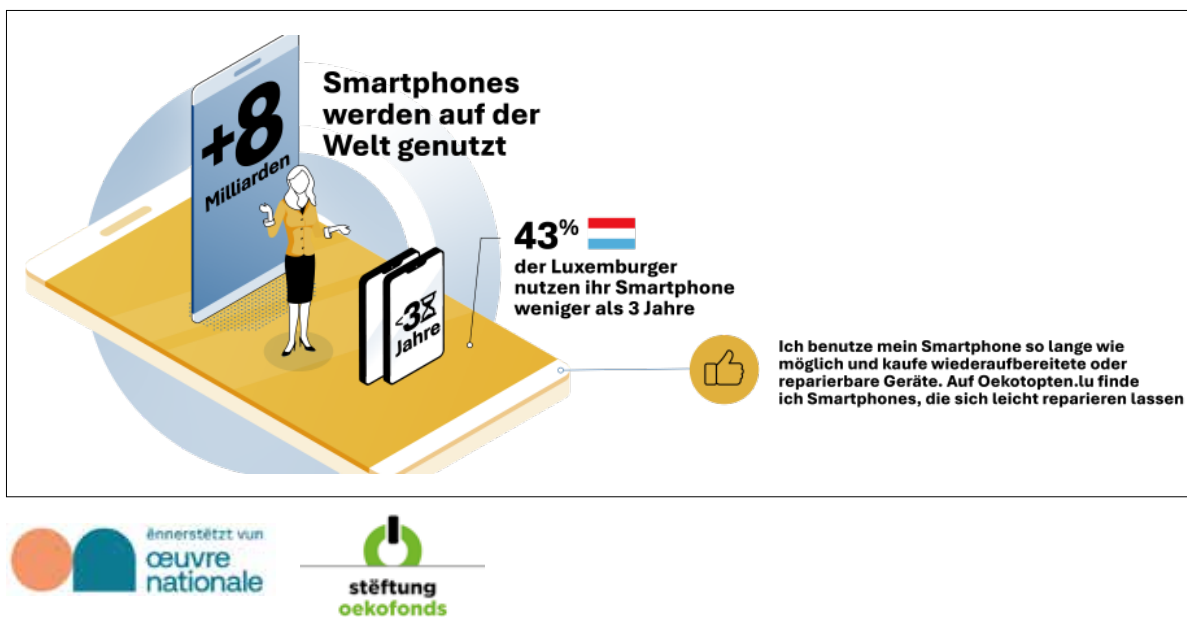 +8
Milliarden
Smartphones
werden auf der
Welt genutzt
43%
der Luxemburger
nutzen ihr Smartphone
weniger als 3 Jahre
<3
Jahre
Ich benutze mein Smartphone so lange wie
möglich und kaufe wiederaufbereitete oder
reparierbare Geräte. Auf Oekotopten.lu finde
ich Smartphones, die sich leicht reparieren lassen
ënnerstëtzt vun
œuvre
nationale
stëftung
oekofonds